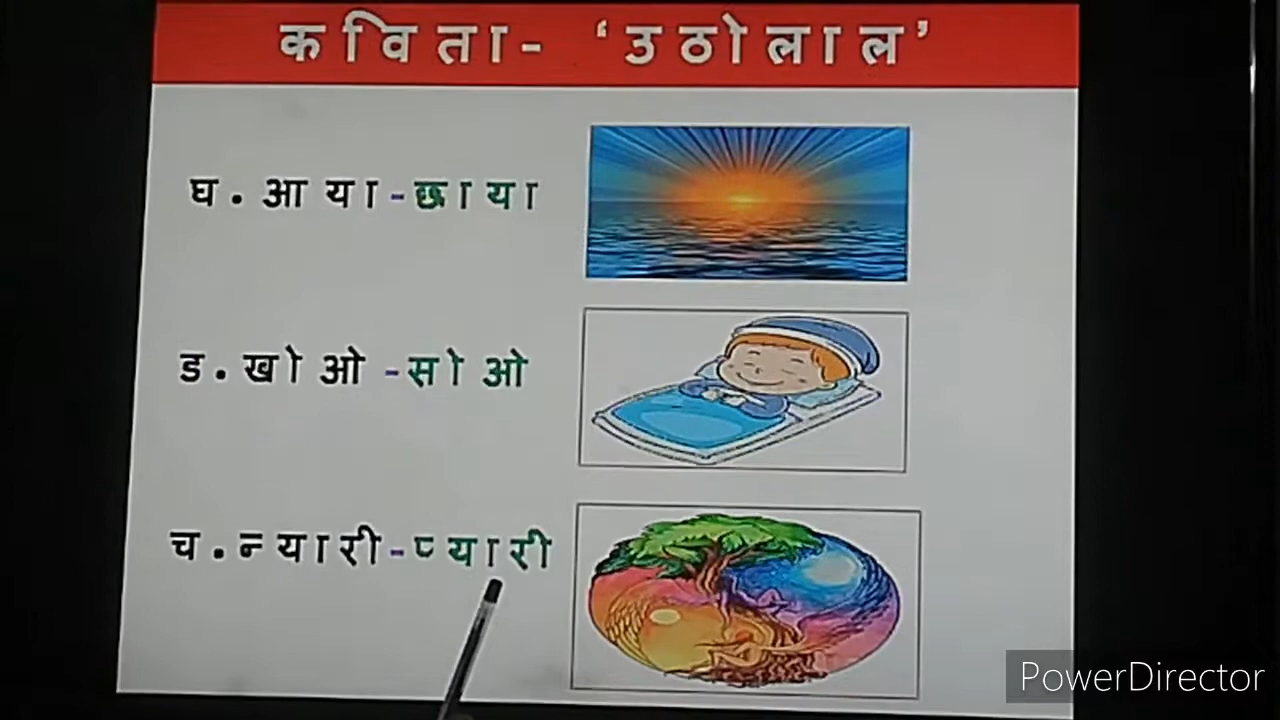 कविता- ‘उठोलाल’
घ. आया-छाया
ड. खोओ -सोओ
च. न्यारी-प्यारी
PowerDirector